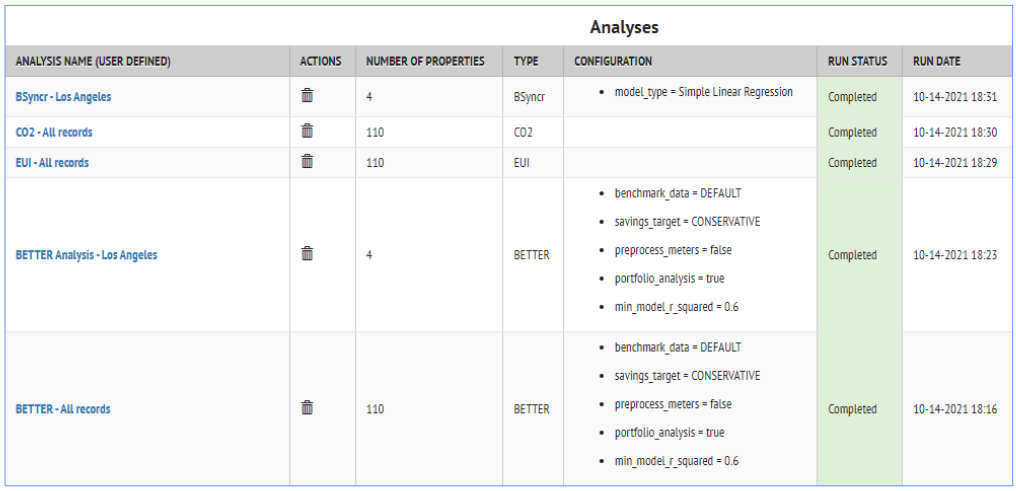 Analyses
ANALYSIS NAME (USER DEFINED) ACTIONS NUMBER OF PROPERTIES TYPE CONFIGURATION RUN STATUS RUN DATE
BSyncr - Los Angeles 4 BSyncr • model_type = Simple Linear Regression Completed 10-14-2021 18:31
CO2 - All records 110 CO2 Completed 10-14-2021 18:30
EUI - All records 110 EUI Completed 10-14-2021 18:29
• benchmark_data = DEFAULT
• savings_target = CONSERVATIVE
BETTER Analysis - Los Angeles 4 BETTER • preprocess_meters = false Completed 10-14-2021 18:23
• portfolio_analysis = true
• min_model_r_squared = 0.6
• benchmark_data = DEFAULT
• savings_target = CONSERVATIVE
BETTER - All records 110 BETTER • preprocess_meters = false Completed 10-14-2021 18:16
• portfolio_analysis = true
• min_model_r_squared = 0.6